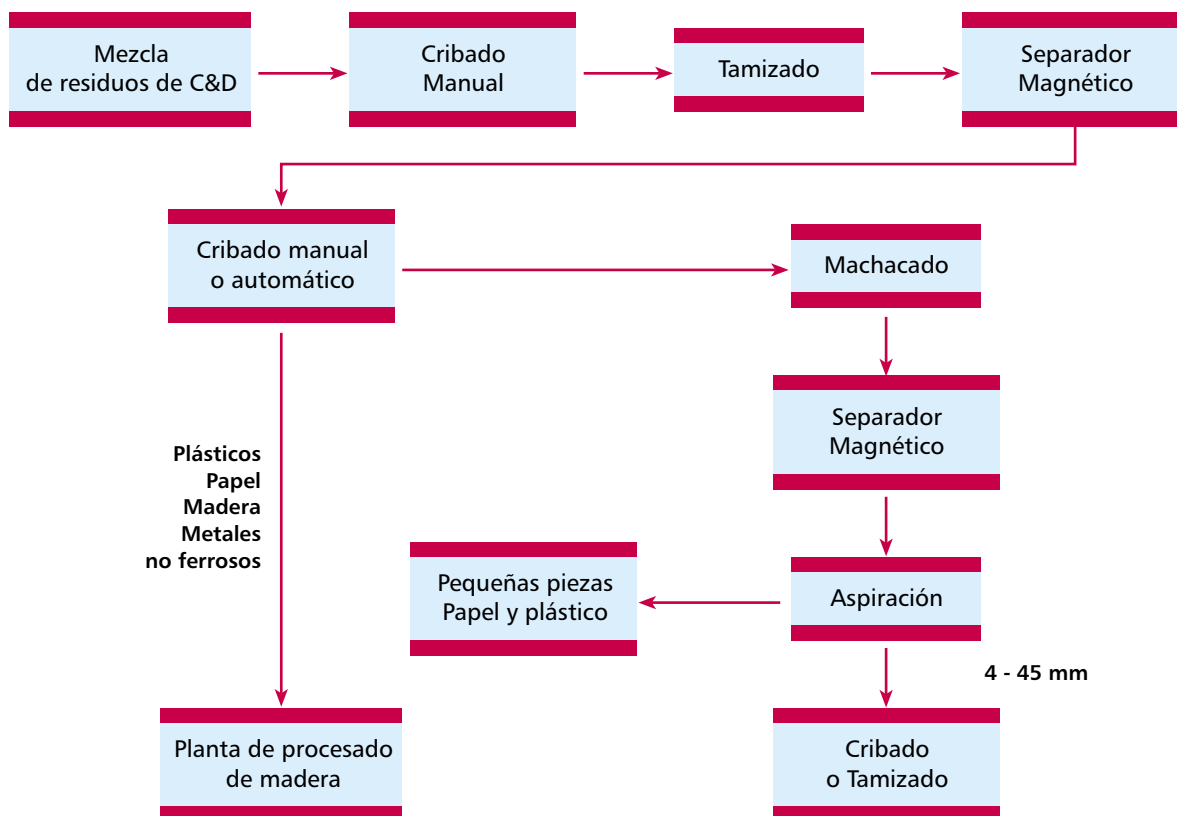 Mezcla
de residuos de C&D
Cribado
Manual
Tamizado
Separador
Magnético
Cribado manual
o automático
Machacado
Separador
Magnético
Plásticos
Papel
Madera
Metales
no ferrosos
Pequeñas piezas
Papel y plástico
Aspiración
4 - 45 mm
Planta de procesado
de madera
Cribado
o Tamizado